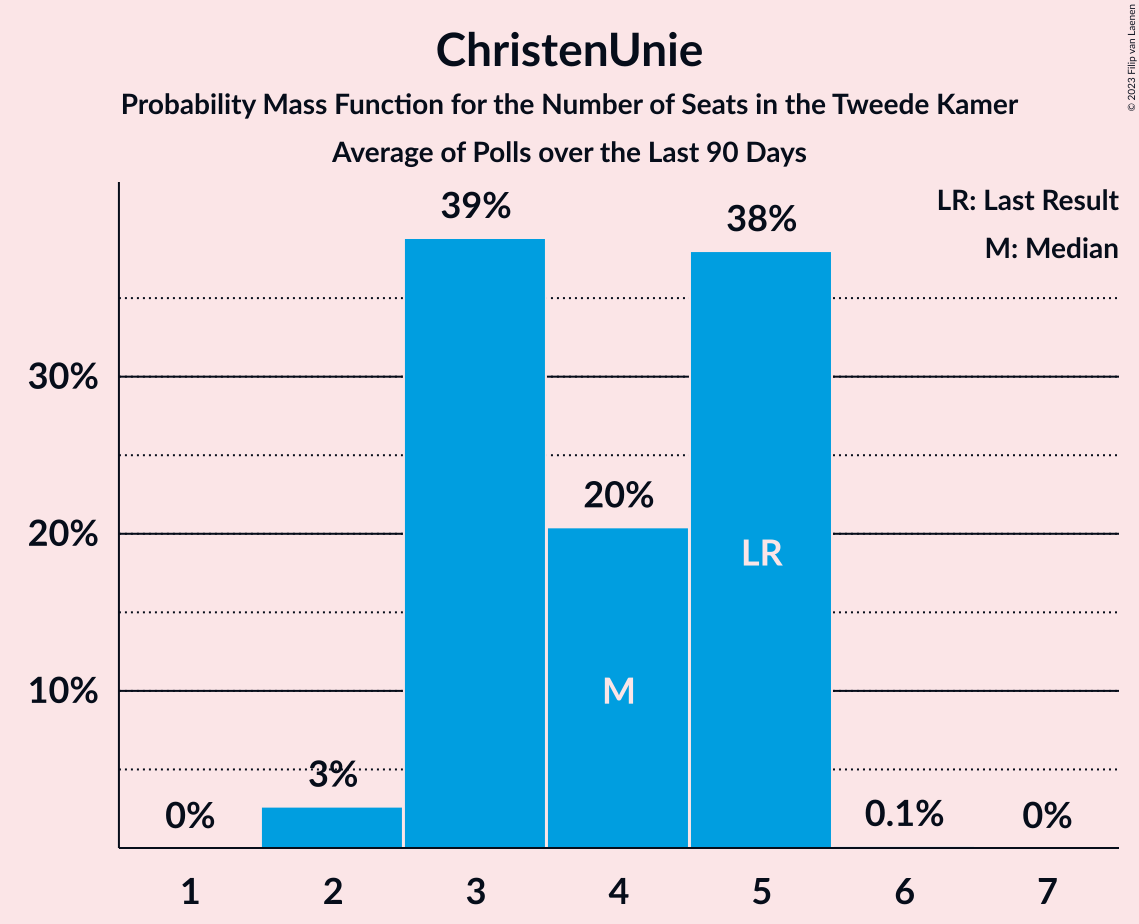 ChristenUnie
Probability Mass Function for the Number of Seats in the Tweede Kamer
Average of Polls over the Last 90 Days
© 2023 Filip van Laenen
LR: Last Result
M: Median
39%
38%
30%
20%
20%
LR
10%
M
3%
0%
0.1%
0%
1 2 3 4 5 6 7